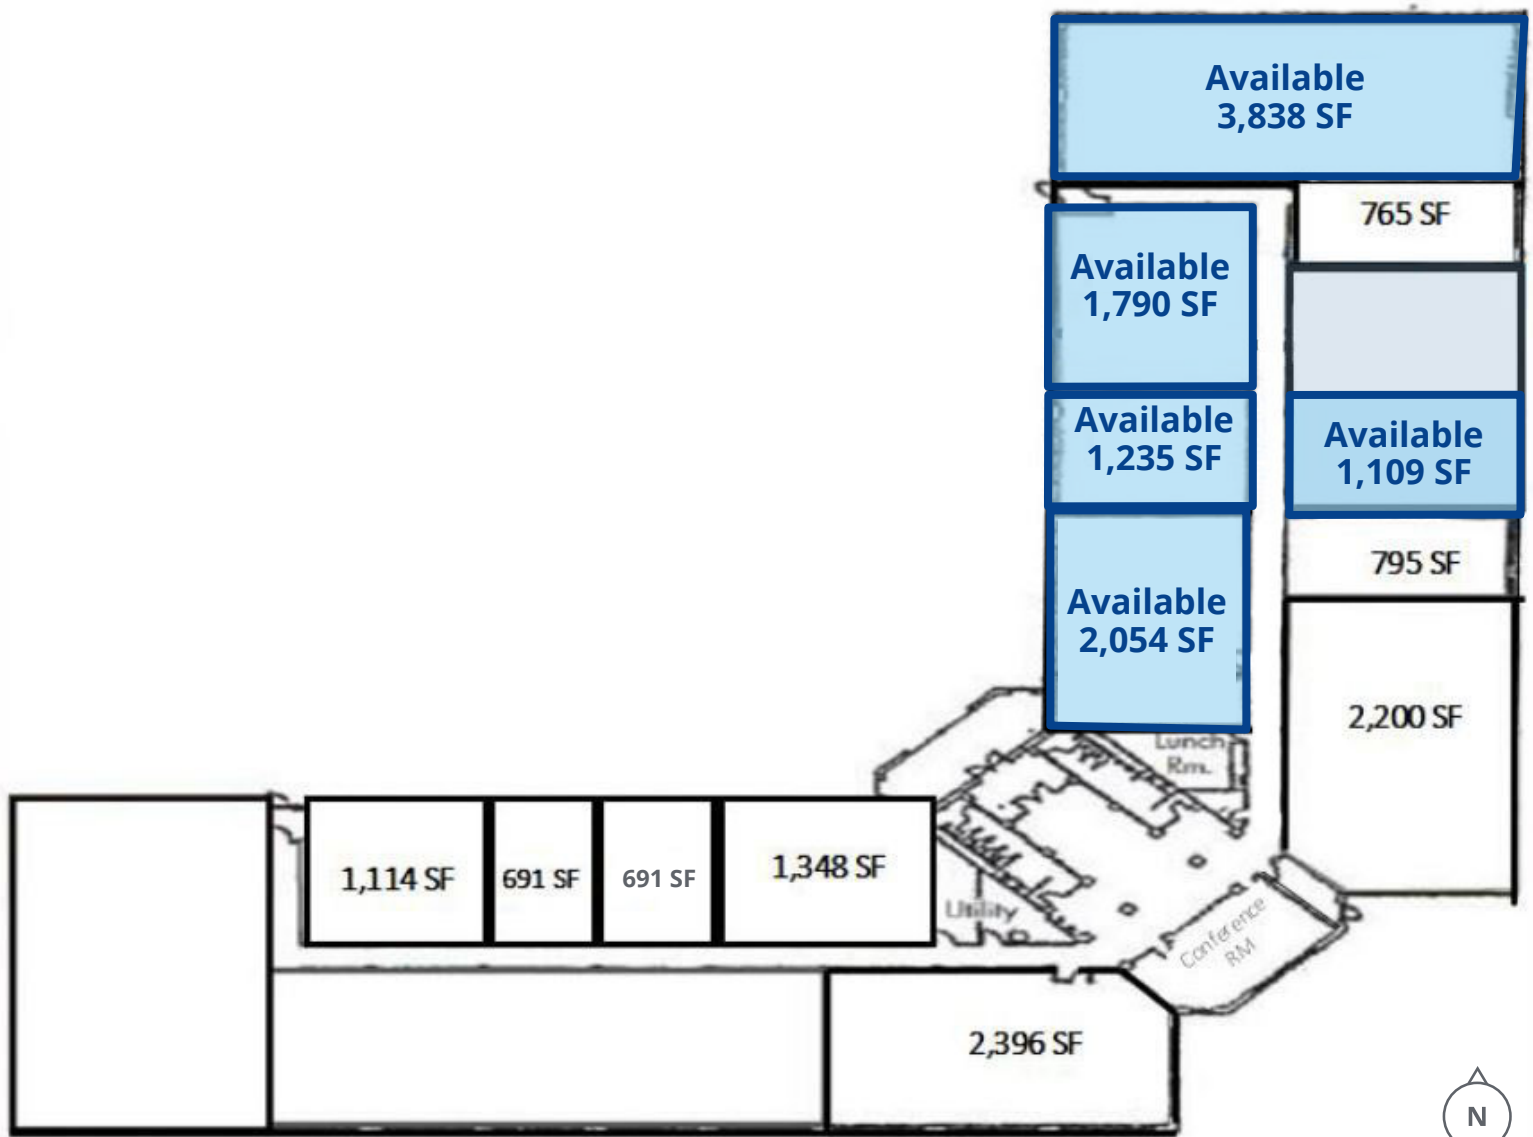 Available
3,838 SF
765 SF
Available
1,790 SF
Available
1,235 SF
Available
1,109 SF
795 SF
Available
2,054 SF
2,200 SF
Lunch
Rm.
1,114 SF
691 SF
691 SF
1,348 SF
Utility
Conference
RM
2,396 SF
N